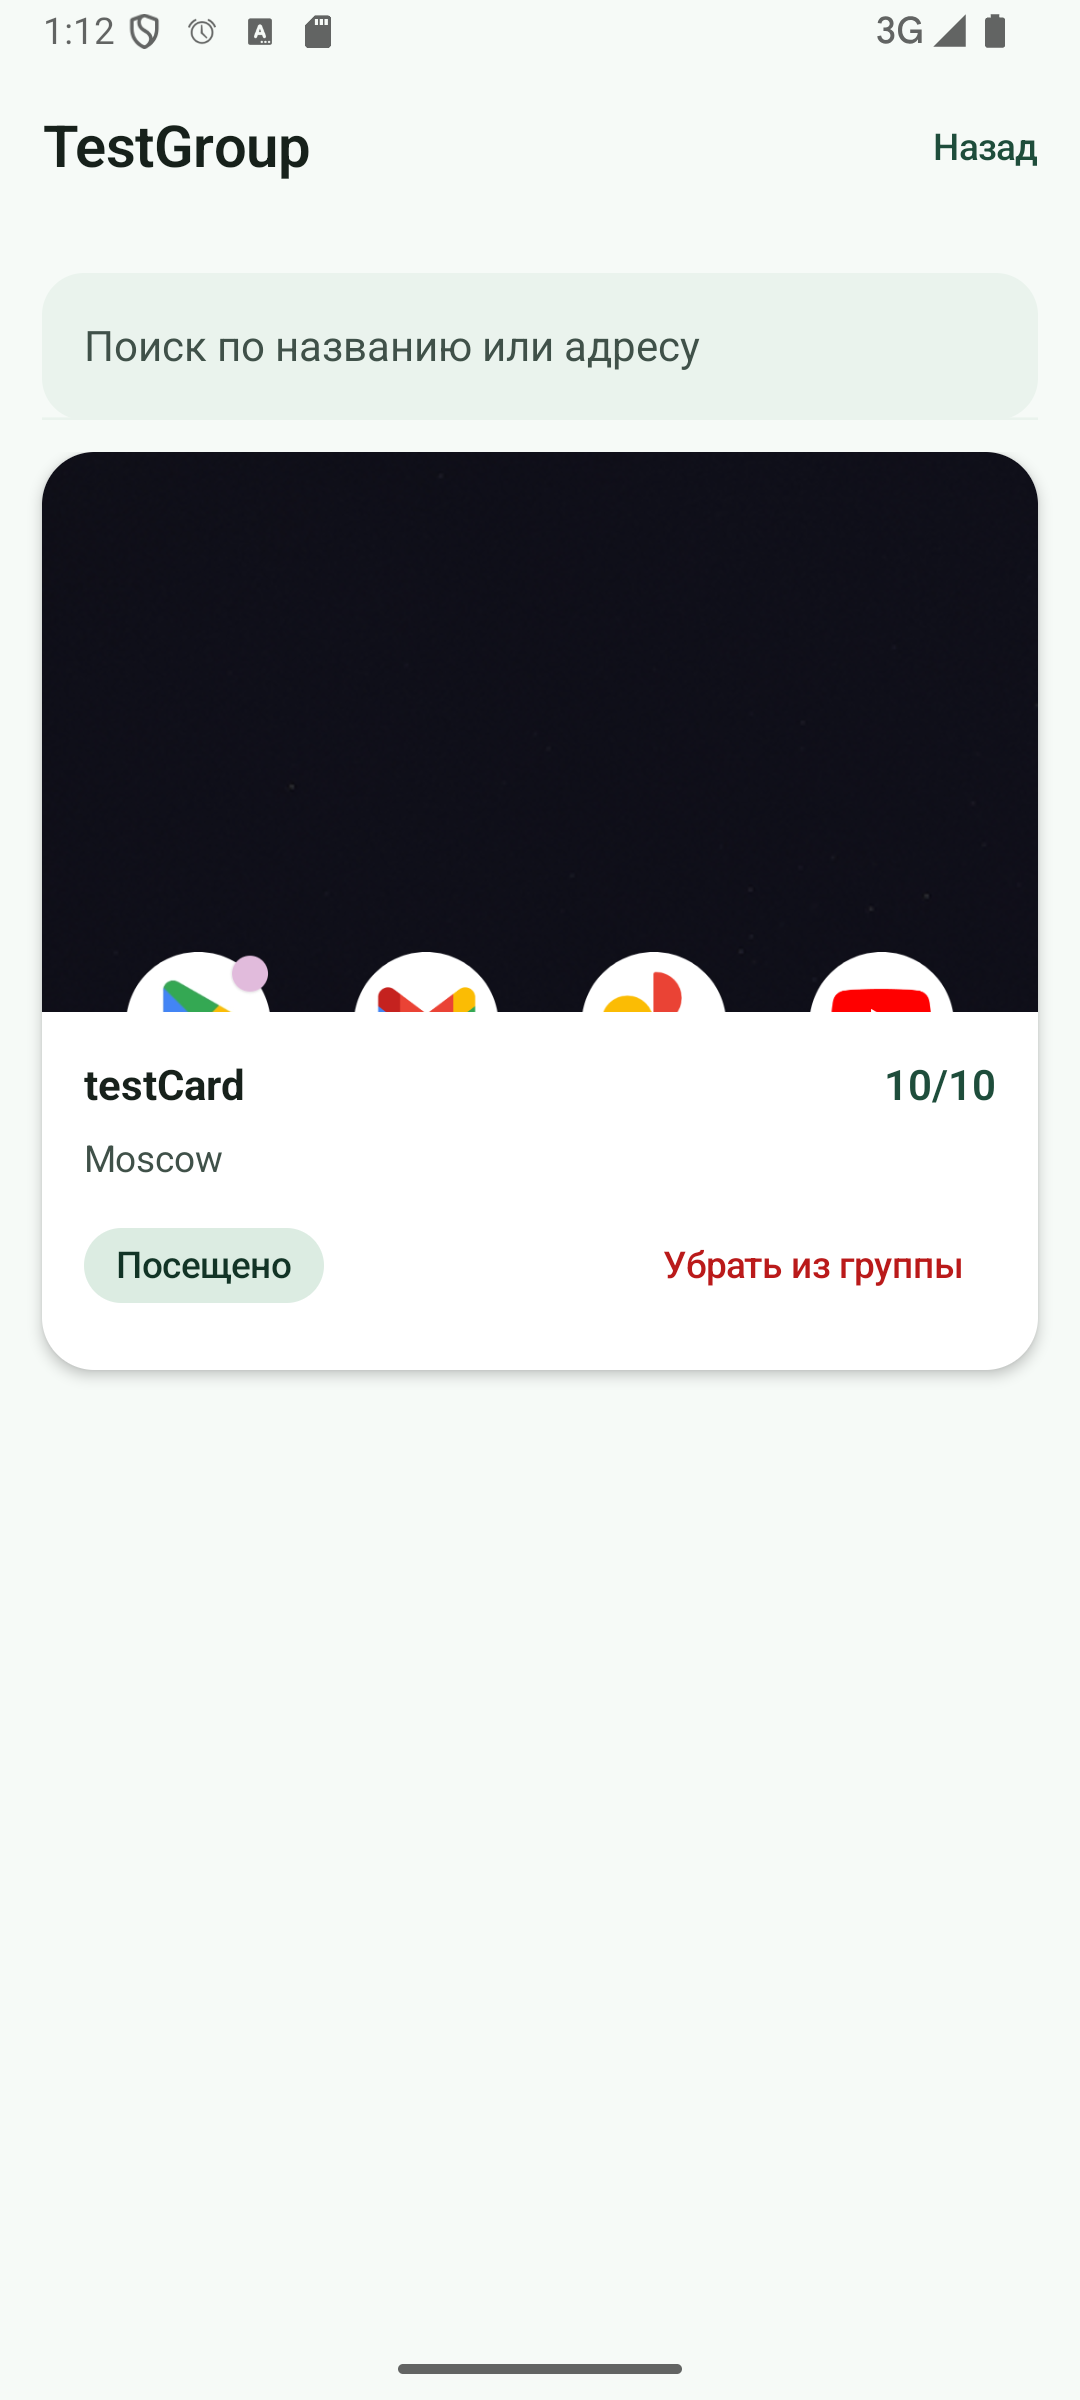 1:12
3G
TestGroup
Назад
Поиск по названию или адресу
testCard
10/10
Moscow
Посещено
Убрать из группы